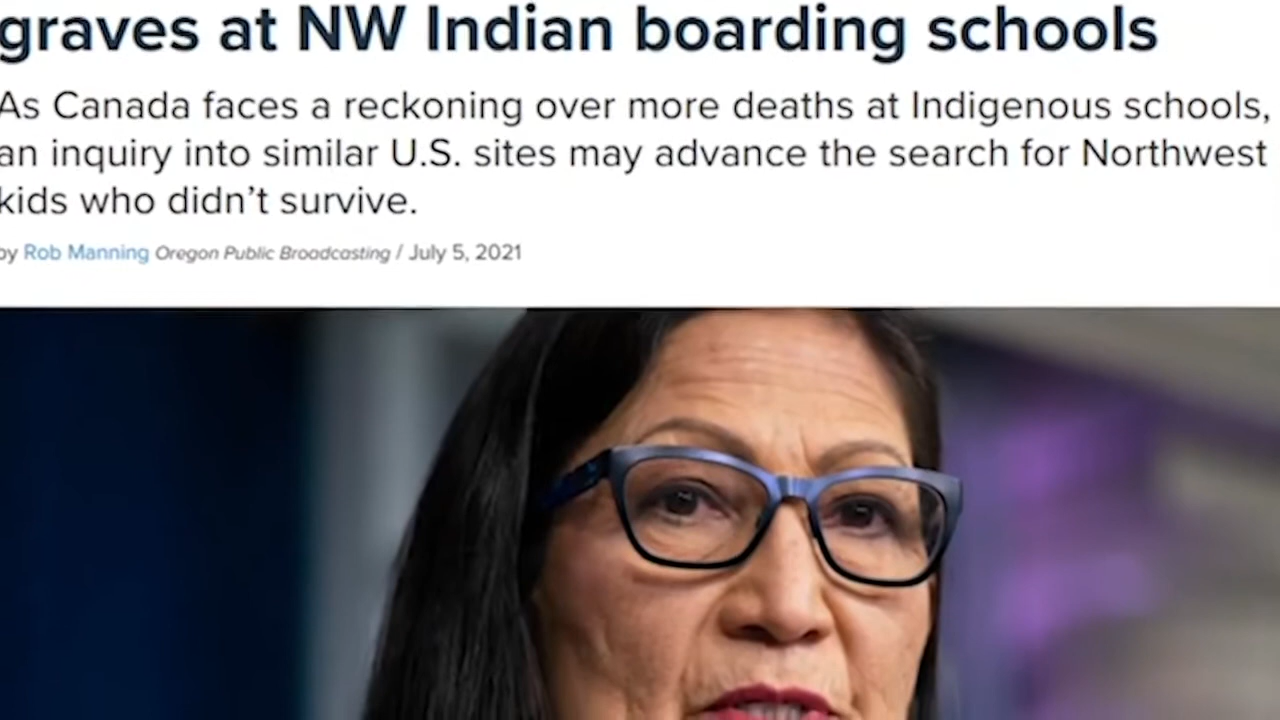 graves at NW Indian boarding schools
As Canada faces a reckoning over more deaths at Indigenous schools,
an inquiry into similar U.S. sites may advance the search for Northwest
kids who didn’t survive.
by Rob Manning Oregon Public Broadcasting / July 5, 2021